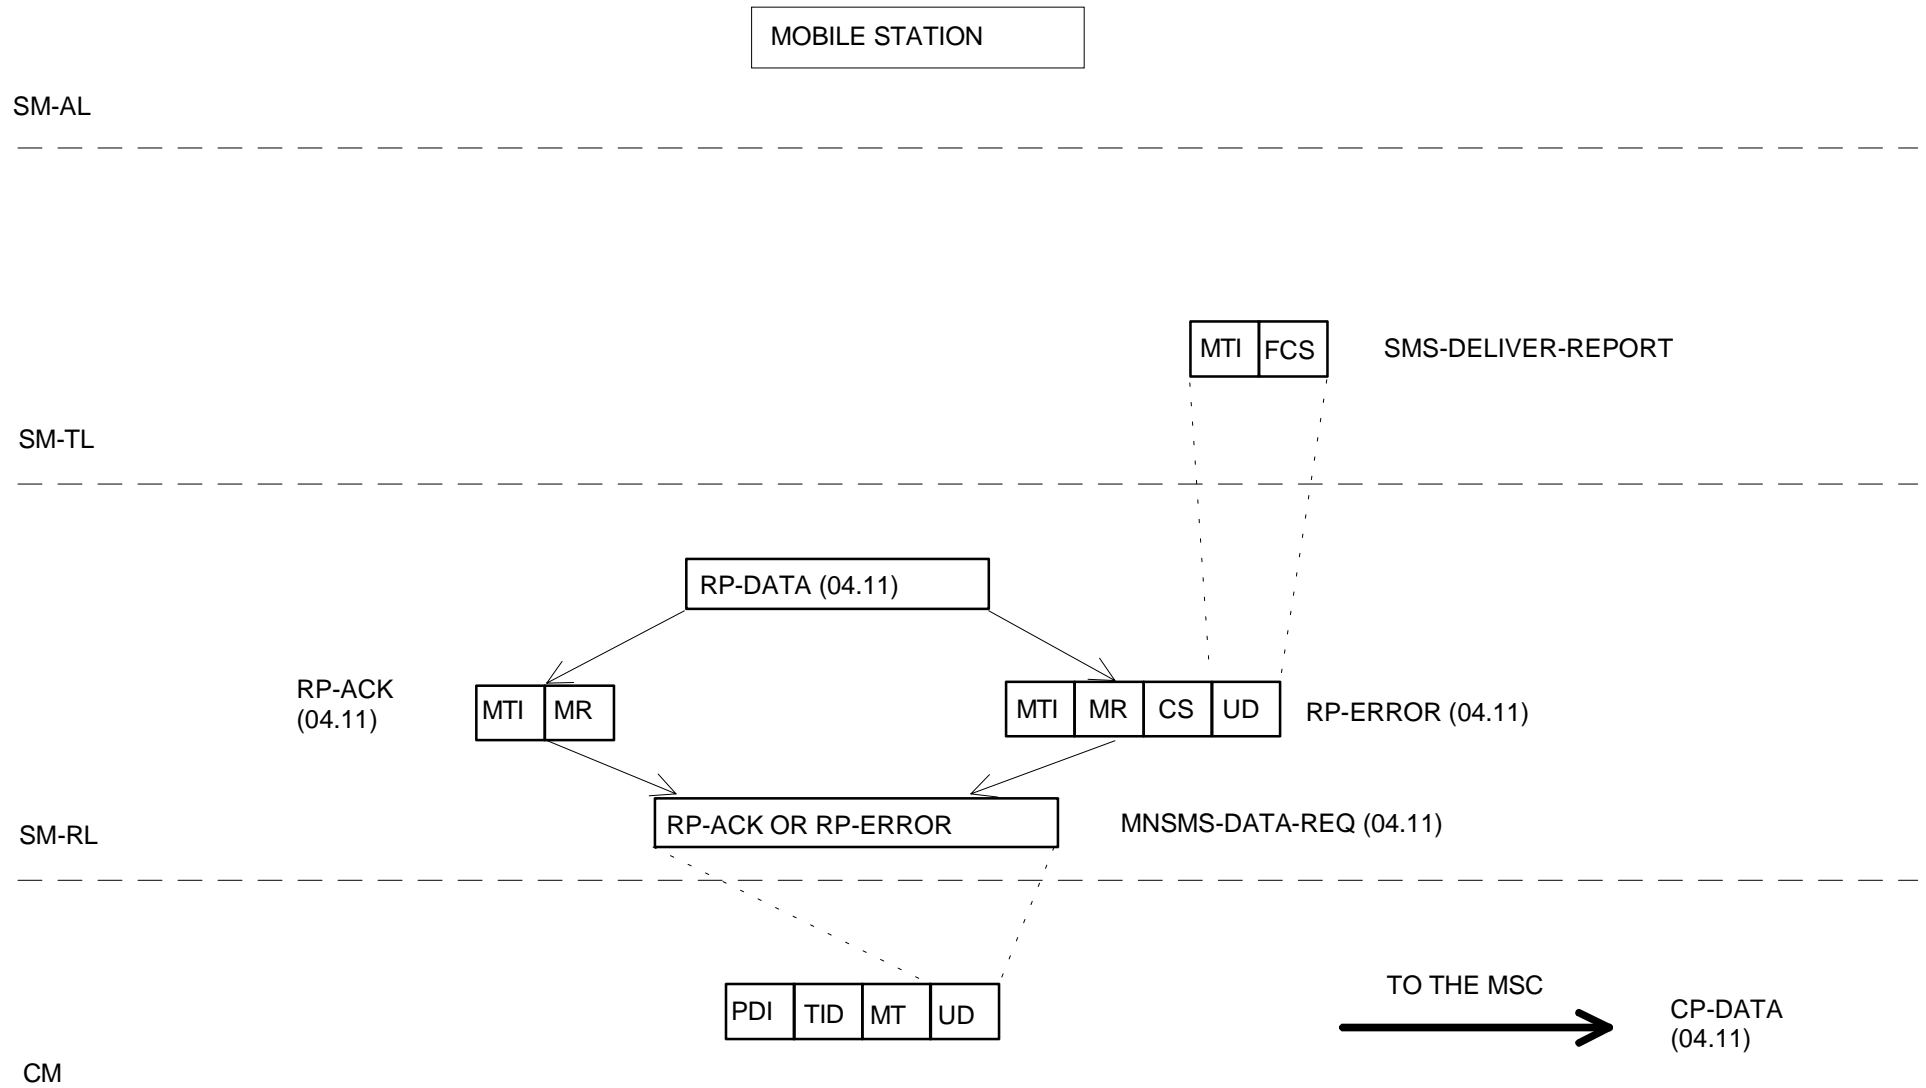 MOBILE STATION
SM-AL
MTI FCS SMS-DELIVER-REPORT
SM-TL
RP-DATA (04.11)
RP-ACK
(04.11)
MTI MR
MTI MR CS UD RP-ERROR (04.11)
RP-ACK OR RP-ERROR MNSMS-DATA-REQ (04.11)
SM-RL
PDI TID MT UD
TO THE MSC
CP-DATA
(04.11)
CM